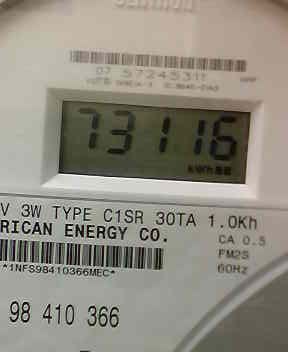 CENTRON
07 57245311
73116
kWh
V 3W TYPE C1SR 30TA 1.0Kh
RICAN ENERGY CO.
CA 0.5
FM2S
60Hz
*1NFS98410366MEC*
98 410 366